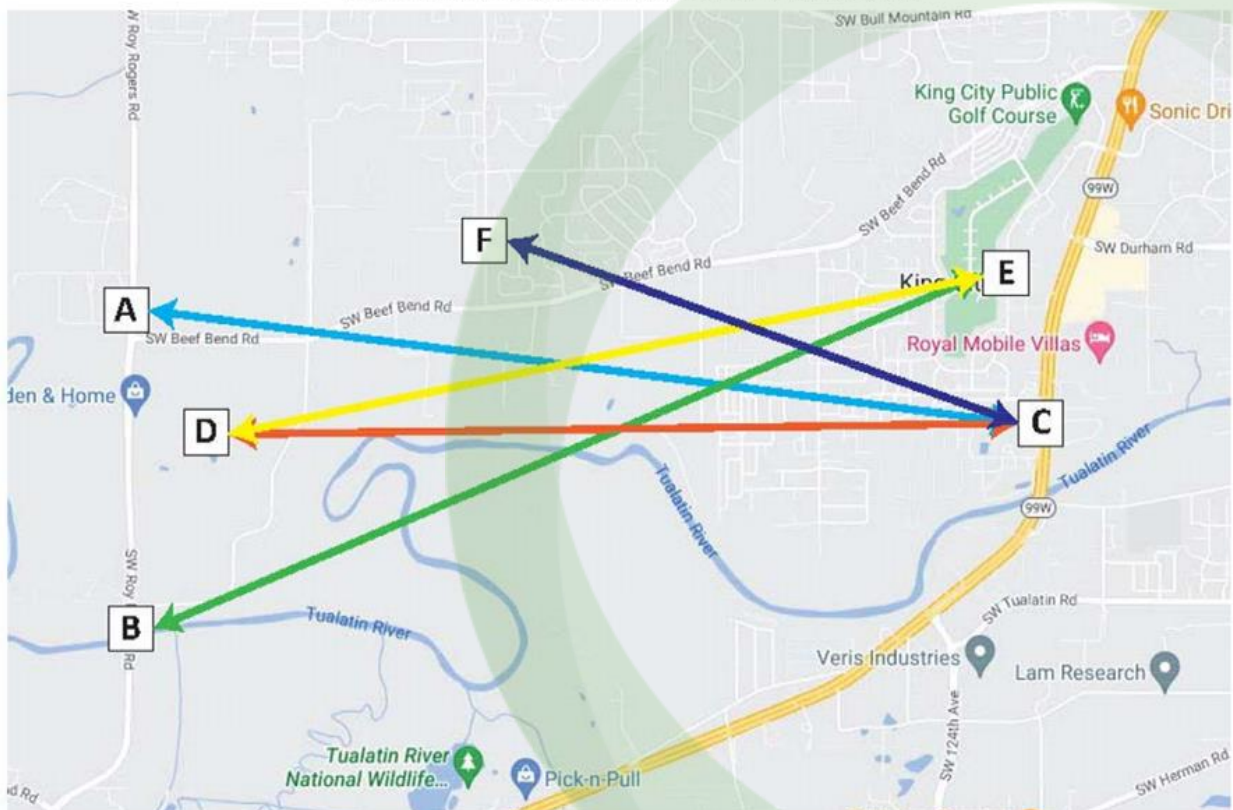 SW Roy Rogers Rd
SW Bull Mountain Rd
King City Public
Golf Course
Sonic Dri
99W
SW Beef Bend Rd
SW Durham Rd
F
E
SW Beef Bend Rd
A
SW Beef Bend Rd
SW Beef Bend Rd
Royal Mobile Villas
den & Home
D
C
Tualatin River
Tualatin River
99W
SW Roy
Rd
B
Tualatin River
SW Tualatin Rd
Veris Industries
Lam Research
SW 124th Ave
Tualatin River
National Wildlife...
Pick-n-Pull
SW Herman Rd